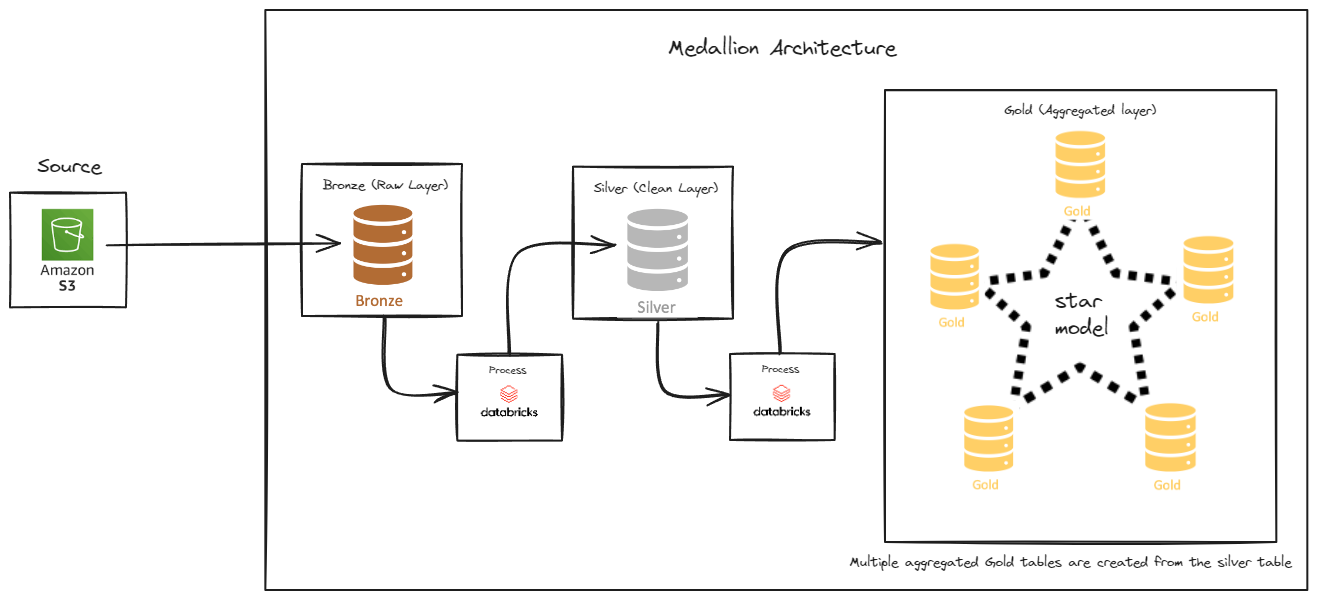 Medallion Architecture
Source
Amazon
S3
Bronze (Raw Layer)
Bronze
Process
databricks
Silver (Clean Layer)
Silver
Process
databricks
Gold (Aggregated layer)
Gold
Gold
Gold
star
model
Gold
Gold
Multiple aggregated Gold tables are created from the silver table